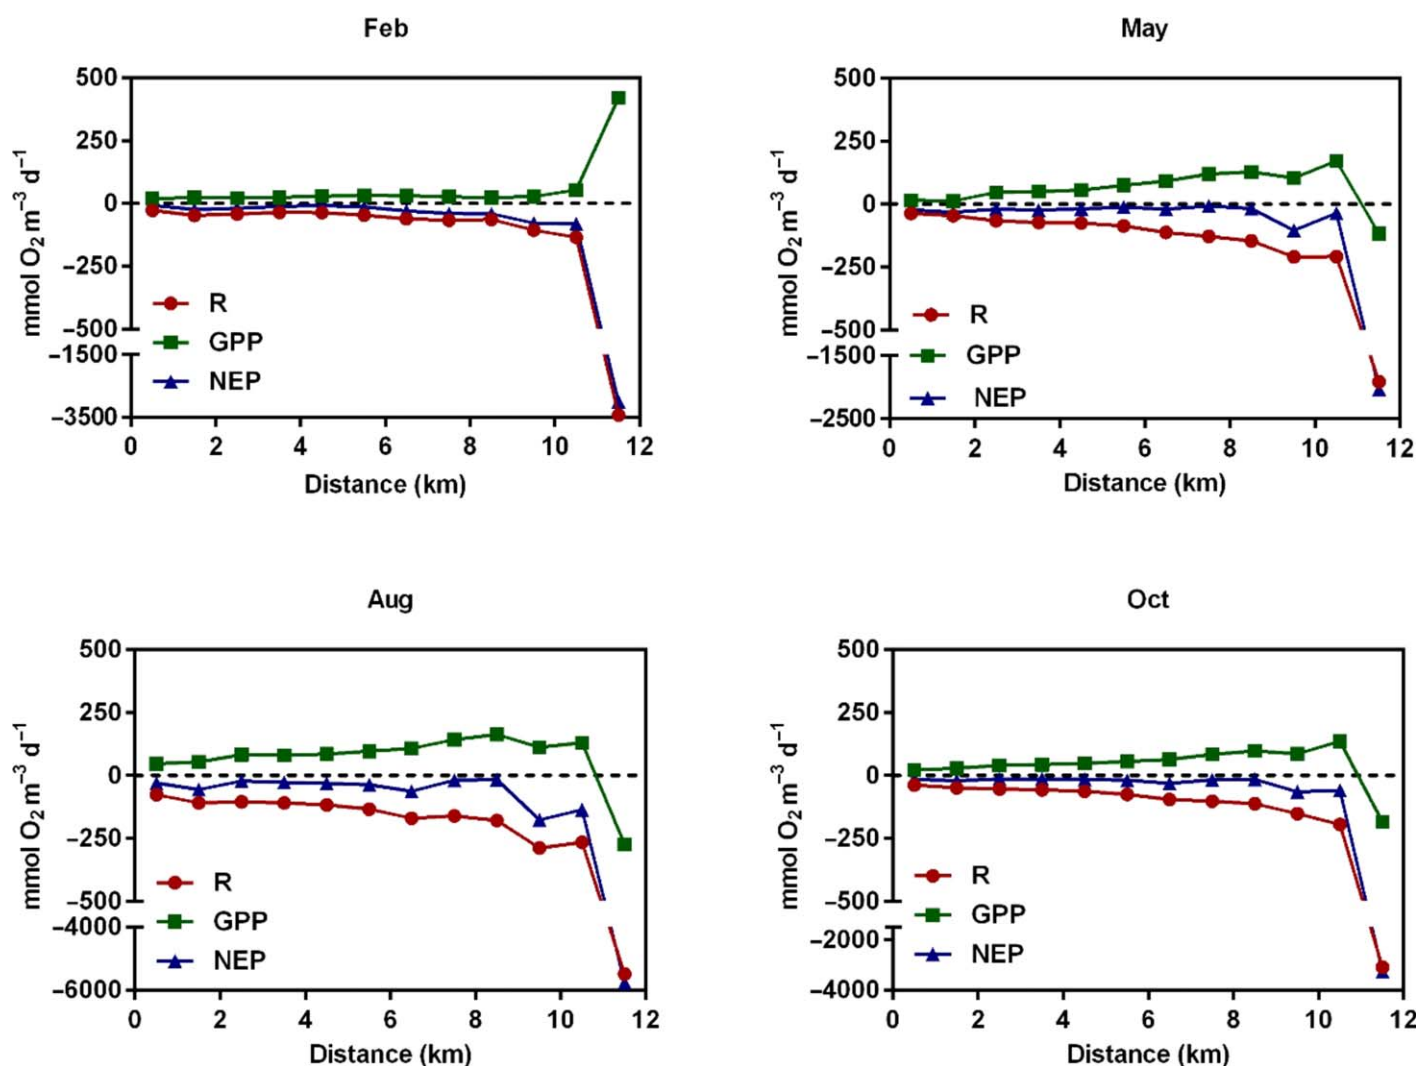 Feb
500
250
0
−250
−500
−1500
−3500
mmol O₂ m⁻³ d⁻¹
R
GPP
NEP
0 2 4 6 8 10 12
Distance (km)
May
500
250
0
−250
−500
−1500
−2500
mmol O₂ m⁻³ d⁻¹
R
GPP
NEP
0 2 4 6 8 10 12
Distance (km)
Aug
500
250
0
−250
−500
−4000
−6000
mmol O₂ m⁻³ d⁻¹
R
GPP
NEP
0 2 4 6 8 10 12
Distance (km)
Oct
500
250
0
−250
−500
−2000
−4000
mmol O₂ m⁻³ d⁻¹
R
GPP
NEP
0 2 4 6 8 10 12
Distance (km)